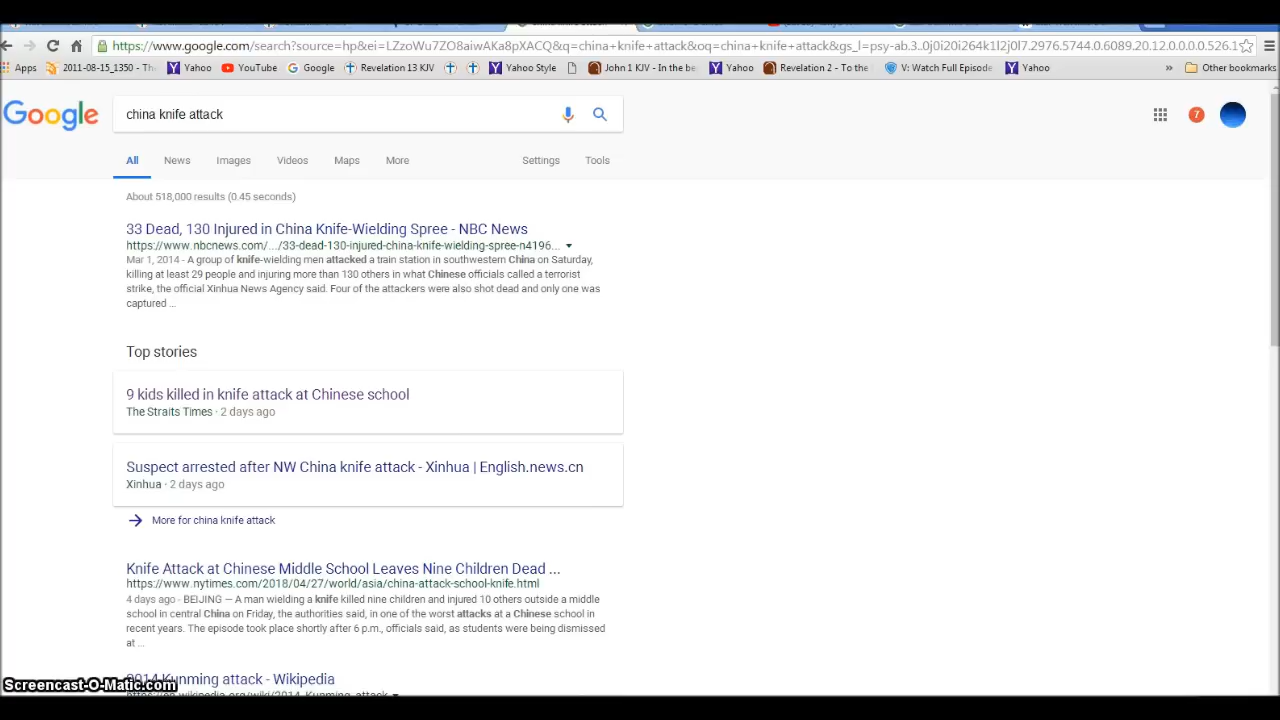 https://www.google.com/search?source=hp&ei=LZzoWu7ZO8aiwAKa8pXACQ&q=china+knife+attack&oq=china+knife+attack&gs_l=psy-ab.3..0j0i20i264k1l2j0l7.2976.5744.0.6089.20.12.0.0.0.0.526.1
Apps 2011-08-15_1350 - Th Yahoo YouTube Google Revelation 13 KJV Yahoo Style John 1 KJV - In the be Yahoo Revelation 2 - To the V: Watch Full Episode Yahoo » Other bookmarks
Google china knife attack 7
All News Images Videos Maps More Settings Tools
About 518,000 results (0.45 seconds)
33 Dead, 130 Injured in China Knife-Wielding Spree - NBC News
https://www.nbcnews.com/.../33-dead-130-injured-china-knife-wielding-spree-n4196...
Mar 1, 2014 - A group of knife-wielding men attacked a train station in southwestern China on Saturday,
killing at least 29 people and injuring more than 130 others in what Chinese officials called a terrorist
strike, the official Xinhua News Agency said. Four of the attackers were also shot dead and only one was
captured ...
Top stories
9 kids killed in knife attack at Chinese school
The Straits Times · 2 days ago
Suspect arrested after NW China knife attack - Xinhua | English.news.cn
Xinhua · 2 days ago
More for china knife attack
Knife Attack at Chinese Middle School Leaves Nine Children Dead ...
https://www.nytimes.com/2018/04/27/world/asia/china-attack-school-knife.html
4 days ago - BEIJING — A man wielding a knife killed nine children and injured 10 others outside a middle
school in central China on Friday, the authorities said, in one of the worst attacks at a Chinese school in
recent years. The episode took place shortly after 6 p.m., officials said, as students were being dismissed
at ...
2014 Kunming attack - Wikipedia
https://en.wikipedia.org/wiki/2014_Kunming_attack
Screencast-O-Matic.com